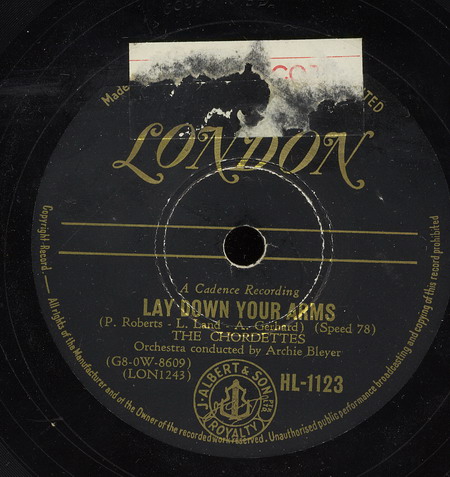 Made
LONDON
A Cadence Recording
LAY DOWN YOUR ARMS
(P. Roberts - L. Land - A. Gerhard) (Speed 78)
THE CHORDETTES
Orchestra conducted by Archie Bleyer
(G8-0W-8609)
(LON1243)
HL-1123
J. ALBERT & SON PTY LTD
ROYALTY
Copyright Record. — All rights of the Manufacturer and of the Owner of the recorded work reserved. Unauthorised public performance broadcasting and copying of this record prohibited